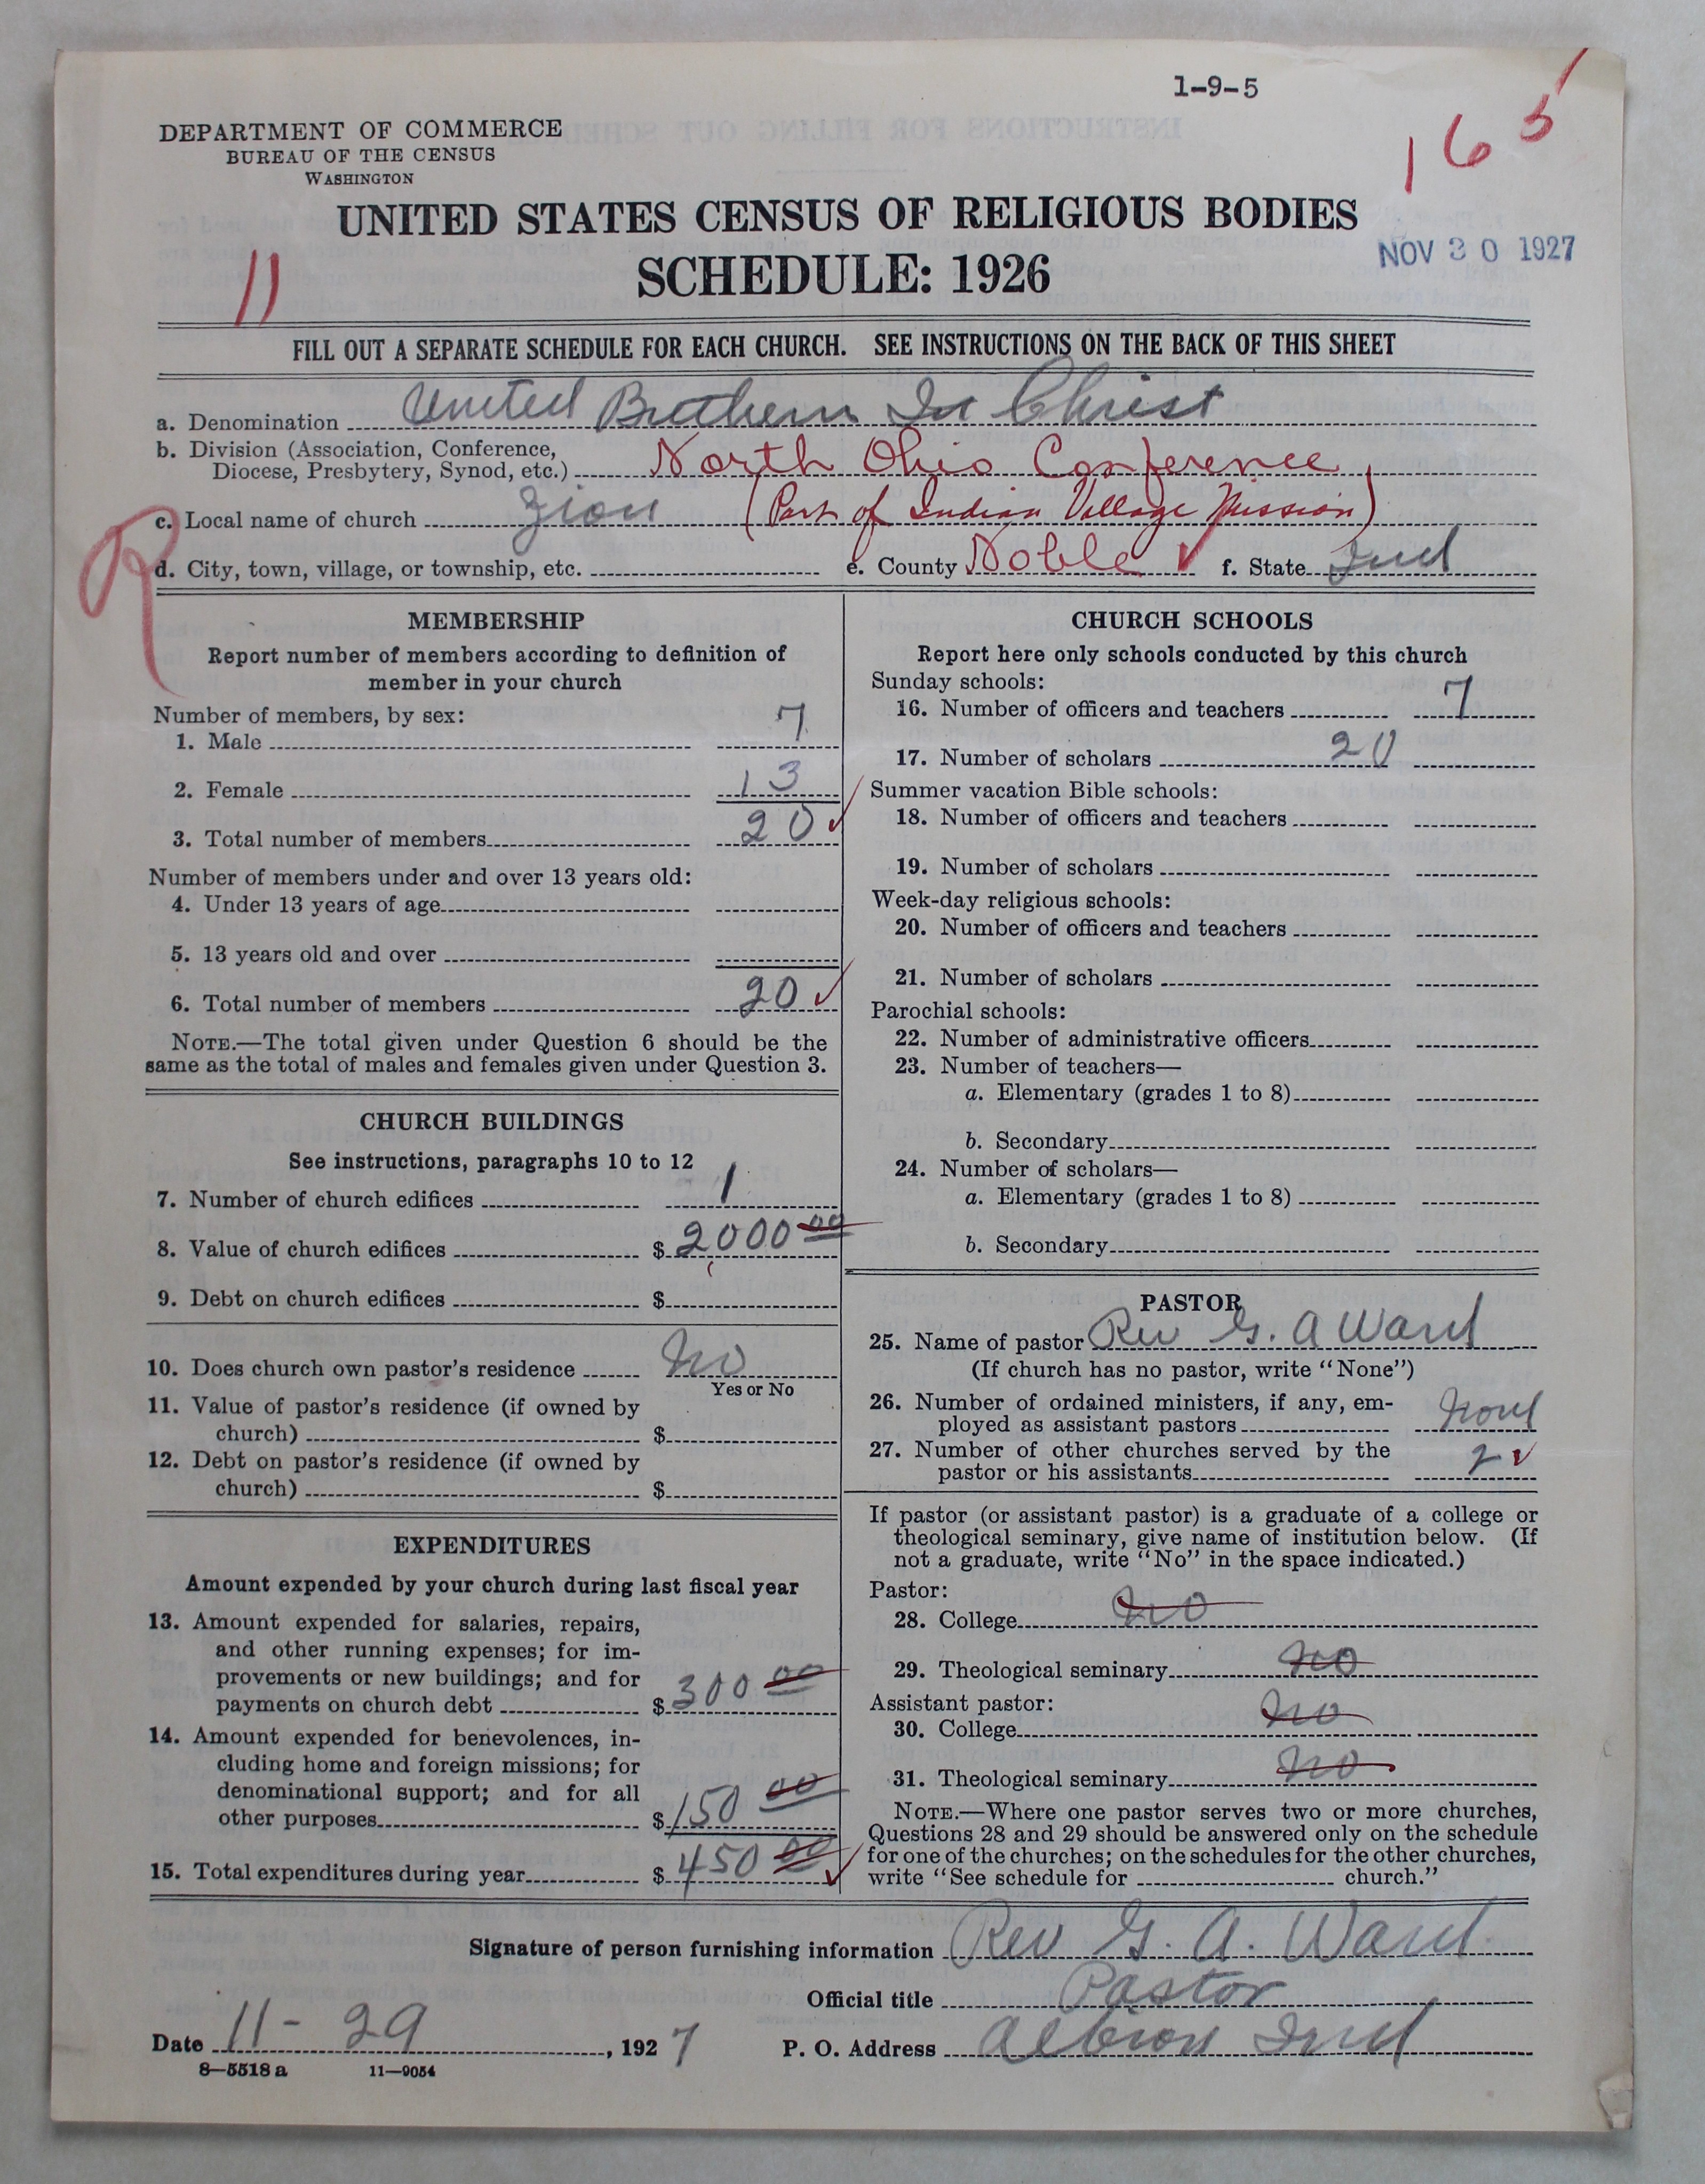 1-9-5
165
DEPARTMENT OF COMMERCE
BUREAU OF THE CENSUS
WASHINGTON
UNITED STATES CENSUS OF RELIGIOUS BODIES
NOV 30 1927
11
SCHEDULE: 1926
FILL OUT A SEPARATE SCHEDULE FOR EACH CHURCH. SEE INSTRUCTIONS ON THE BACK OF THIS SHEET
a. Denomination United Brethern In Christ
b. Division (Association, Conference,
Diocese, Presbytery, Synod, etc.) North Ohio Conference
R
c. Local name of church Zion (Part of Indian Village Mission)
d. City, town, village, or township, etc. e. County Noble f. State Ind
MEMBERSHIP
Report number of members according to definition of
member in your church
Number of members, by sex:
1. Male 7
2. Female 13
3. Total number of members 20
Number of members under and over 13 years old:
4. Under 13 years of age
5. 13 years old and over
6. Total number of members 20
NOTE.—The total given under Question 6 should be the
same as the total of males and females given under Question 3.
CHURCH BUILDINGS
See instructions, paragraphs 10 to 12
7. Number of church edifices 1
8. Value of church edifices $ 2000 00
9. Debt on church edifices $
10. Does church own pastor's residence No
Yes or No
11. Value of pastor's residence (if owned by
church) $
12. Debt on pastor's residence (if owned by
church) $
EXPENDITURES
Amount expended by your church during last fiscal year
13. Amount expended for salaries, repairs,
and other running expenses; for im-
provements or new buildings; and for
payments on church debt $ 300 00
14. Amount expended for benevolences, in-
cluding home and foreign missions; for
denominational support; and for all
other purposes $ 150 00
15. Total expenditures during year $ 450 00
CHURCH SCHOOLS
Report here only schools conducted by this church
Sunday schools:
16. Number of officers and teachers 7
17. Number of scholars 20
Summer vacation Bible schools:
18. Number of officers and teachers
19. Number of scholars
Week-day religious schools:
20. Number of officers and teachers
21. Number of scholars
Parochial schools:
22. Number of administrative officers
23. Number of teachers—
a. Elementary (grades 1 to 8)
b. Secondary
24. Number of scholars—
a. Elementary (grades 1 to 8)
b. Secondary
PASTOR
25. Name of pastor Rev G. A Ward
(If church has no pastor, write "None")
26. Number of ordained ministers, if any, em-
ployed as assistant pastors None
27. Number of other churches served by the
pastor or his assistants 2
If pastor (or assistant pastor) is a graduate of a college or
theological seminary, give name of institution below. (If
not a graduate, write "No" in the space indicated.)
Pastor:
28. College No
29. Theological seminary No
Assistant pastor:
30. College No
31. Theological seminary No
NOTE.—Where one pastor serves two or more churches,
Questions 28 and 29 should be answered only on the schedule
for one of the churches; on the schedules for the other churches,
write "See schedule for church."
Signature of person furnishing information Rev G. A. Ward
Official title Pastor
Date 11-29, 1927 P. O. Address Albion Ind
8—5518 a 11—9054